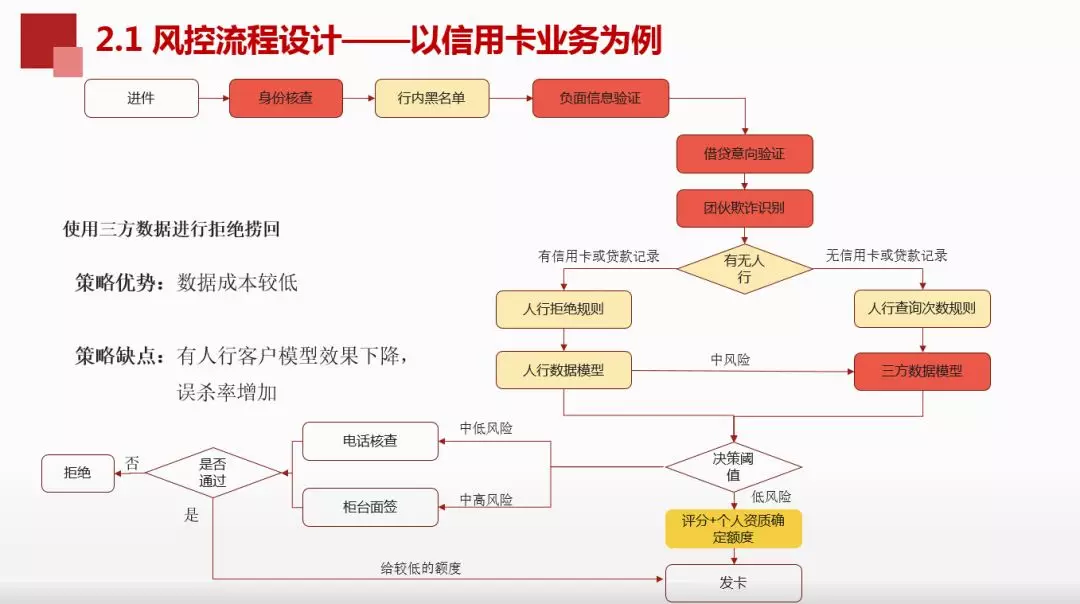 2.1 风控流程设计——以信用卡业务为例
进件
身份核查
行内黑名单
负面信息验证
借贷意向验证
团伙欺诈识别
使用三方数据进行拒绝捞回
有信用卡或贷款记录
有无人
行
无信用卡或贷款记录
策略优势：数据成本较低
人行拒绝规则
人行查询次数规则
策略缺点：有人行客户模型效果下降，
误杀率增加
人行数据模型
中风险
三方数据模型
电话核查
中低风险
决策阈
值
拒绝
否
是否
通过
柜台面签
中高风险
低风险
是
评分+个人资质确
定额度
给较低的额度
发卡